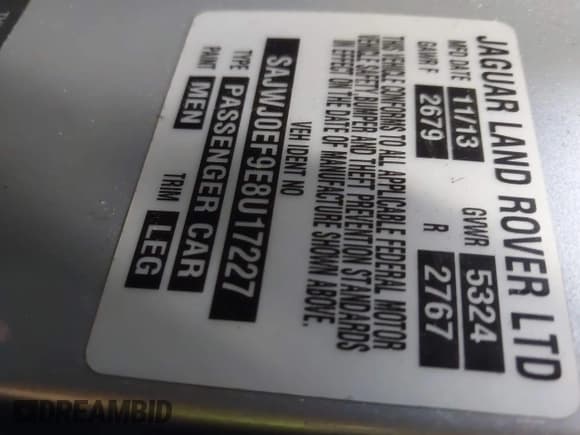 JAGUAR LAND ROVER LTD
MFD DATE 11/13 GVWR 5324
GAWR F 2679 R 2767
THIS VEHICLE CONFORMS TO ALL APPLICABLE FEDERAL MOTOR
VEHICLE SAFETY, BUMPER AND THEFT PREVENTION STANDARDS
IN EFFECT ON THE DATE OF MANUFACTURE SHOWN ABOVE.
VEH IDENT NO
SAJWJ0EF9E8U17227
TYPE PASSENGER CAR
PAINT MEN TRIM LEG
DREAMBID